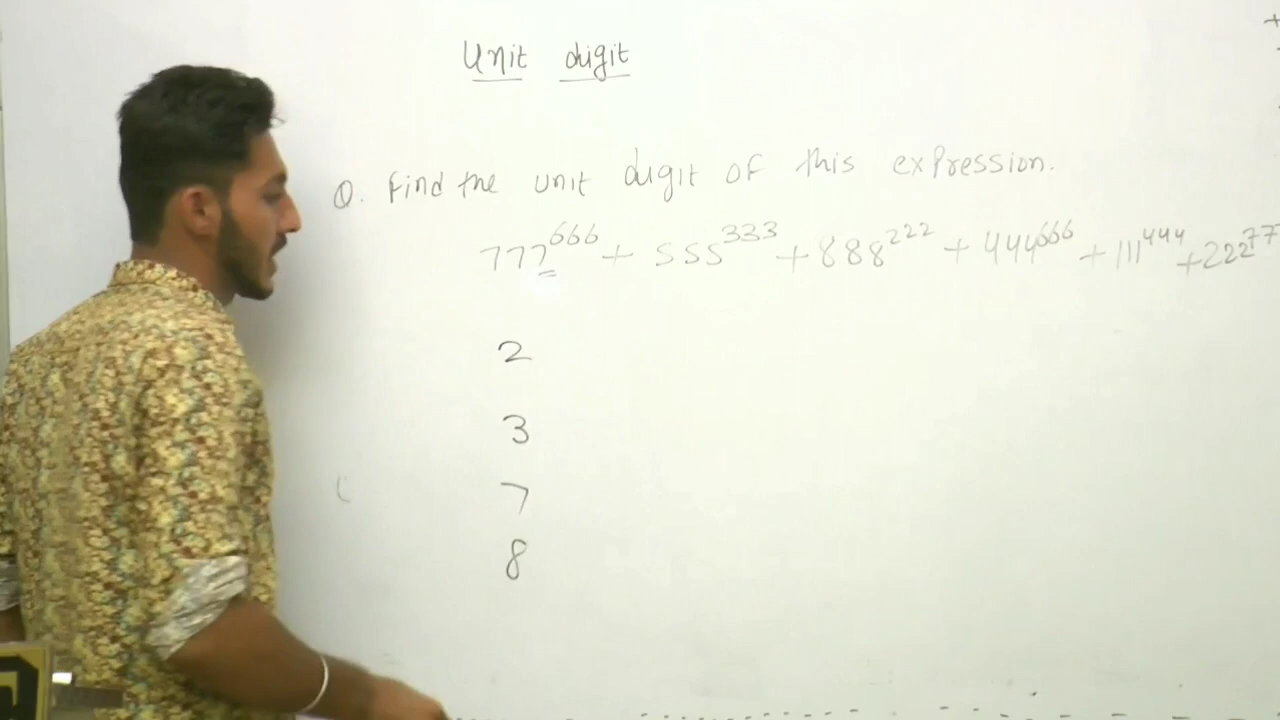 Unit digit
Q. Find the unit digit of this expression.
777^666 + 555^333 + 888^222 + 444^666 + 111^444 + 222^77
2
3
7
8